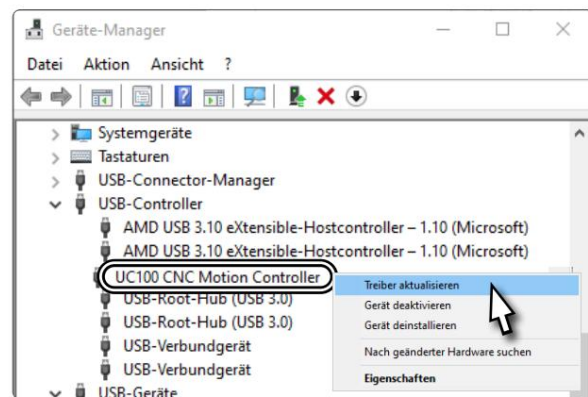 Geräte-Manager
Datei Aktion Ansicht ?
Systemgeräte
Tastaturen
USB-Connector-Manager
USB-Controller
AMD USB 3.10 eXtensible-Hostcontroller – 1.10 (Microsoft)
AMD USB 3.10 eXtensible-Hostcontroller – 1.10 (Microsoft)
UC100 CNC Motion Controller
USB-Root-Hub (USB 3.0)
USB-Root-Hub (USB 3.0)
USB-Verbundgerät
USB-Verbundgerät
USB-Geräte
Treiber aktualisieren
Gerät deaktivieren
Gerät deinstallieren
Nach geänderter Hardware suchen
Eigenschaften